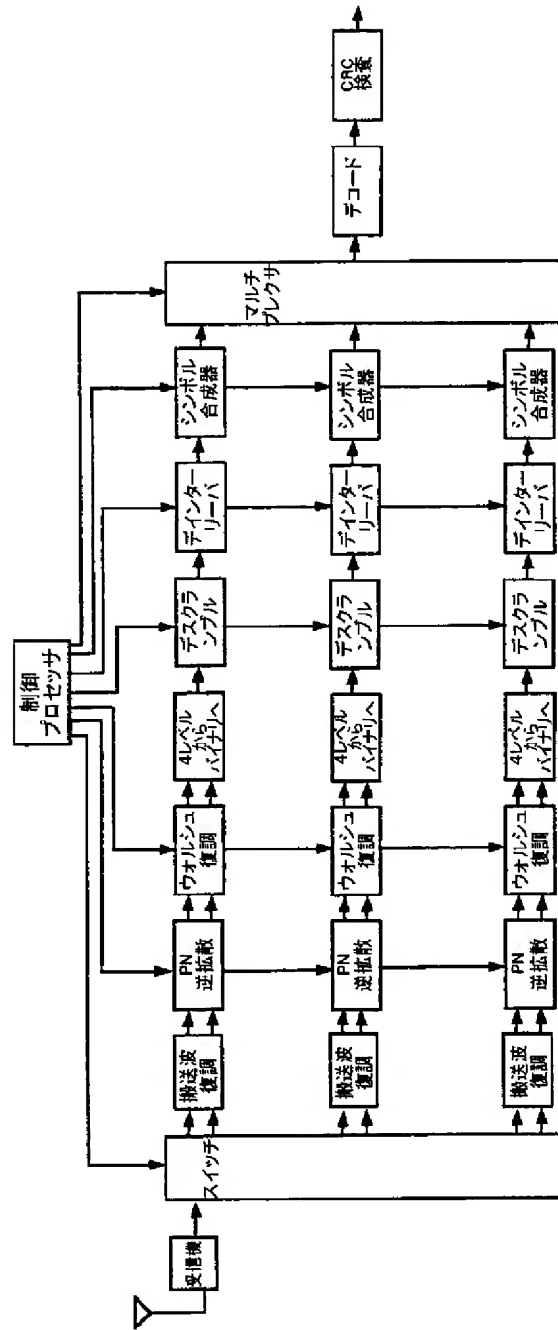 制御
プロセッサ
受信機
スイッチ
搬送波
復調
PN
逆拡散
ウォルシュ
復調
4レベル
から
バイナリへ
デスクラ
ンブル
デインター
リーバ
シンボル
合成器
搬送波
復調
PN
逆拡散
ウォルシュ
復調
4レベル
から
バイナリへ
デスクラ
ンブル
デインター
リーバ
シンボル
合成器
搬送波
復調
PN
逆拡散
ウォルシュ
復調
4レベル
から
バイナリへ
デスクラ
ンブル
デインター
リーバ
シンボル
合成器
マルチ
プレクサ
デコード
CRC
検査